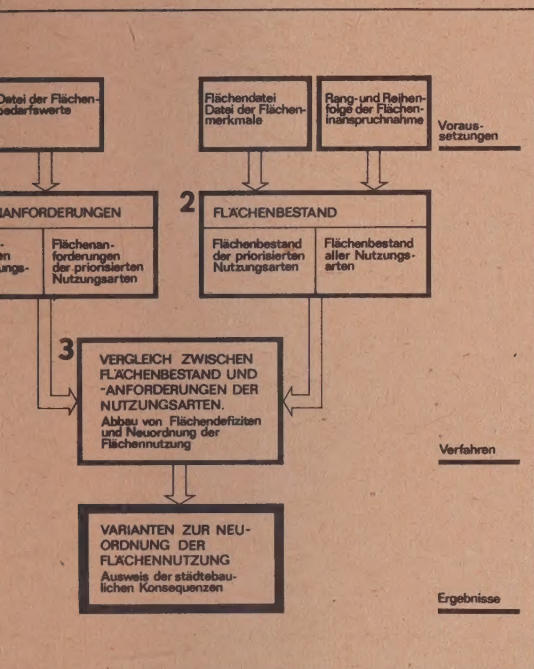 Datei der Flächen-
bedarfswerte
Flächendatei
Datei der Flächen-
merkmale
Rang- und Reihen-
folge der Flächen-
inanspruchnahme
Voraus-
setzungen
NANFORDERUNGEN
-
en
ungs-
Flächenan-
forderungen
der priorisierten
Nutzungsarten
2
FLÄCHENBESTAND
Flächenbestand
der priorisierten
Nutzungsarten
Flächenbestand
aller Nutzungs-
arten
3
VERGLEICH ZWISCHEN
FLÄCHENBESTAND UND
-ANFORDERUNGEN DER
NUTZUNGSARTEN.
Abbau von Flächendefiziten
und Neuordnung der
Flächennutzung
Verfahren
VARIANTEN ZUR NEU-
ORDNUNG DER
FLÄCHENNUTZUNG
Ausweis der städtebau-
lichen Konsequenzen
Ergebnisse